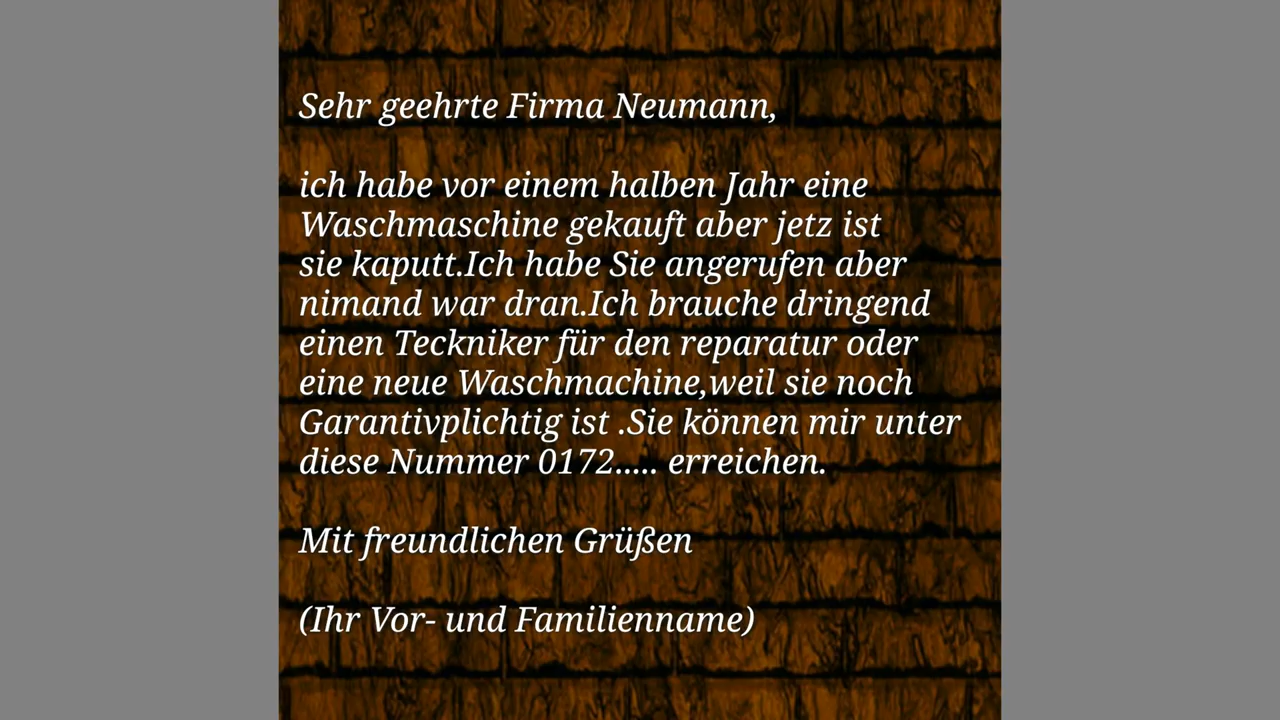 Sehr geehrte Firma Neumann,
ich habe vor einem halben Jahr eine
Waschmaschine gekauft aber jetz ist
sie kaputt.Ich habe Sie angerufen aber
nimand war dran.Ich brauche dringend
einen Teckniker für den reparatur oder
eine neue Waschmachine,weil sie noch
Garantivplichtig ist .Sie können mir unter
diese Nummer 0172..... erreichen.
Mit freundlichen Grüßen
(Ihr Vor- und Familienname)